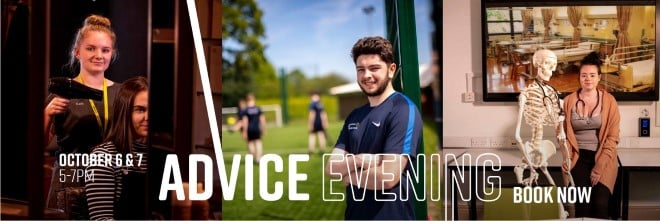 OCTOBER 6 & 7
5-7PM
ADVICE EVENING
BOOK NOW